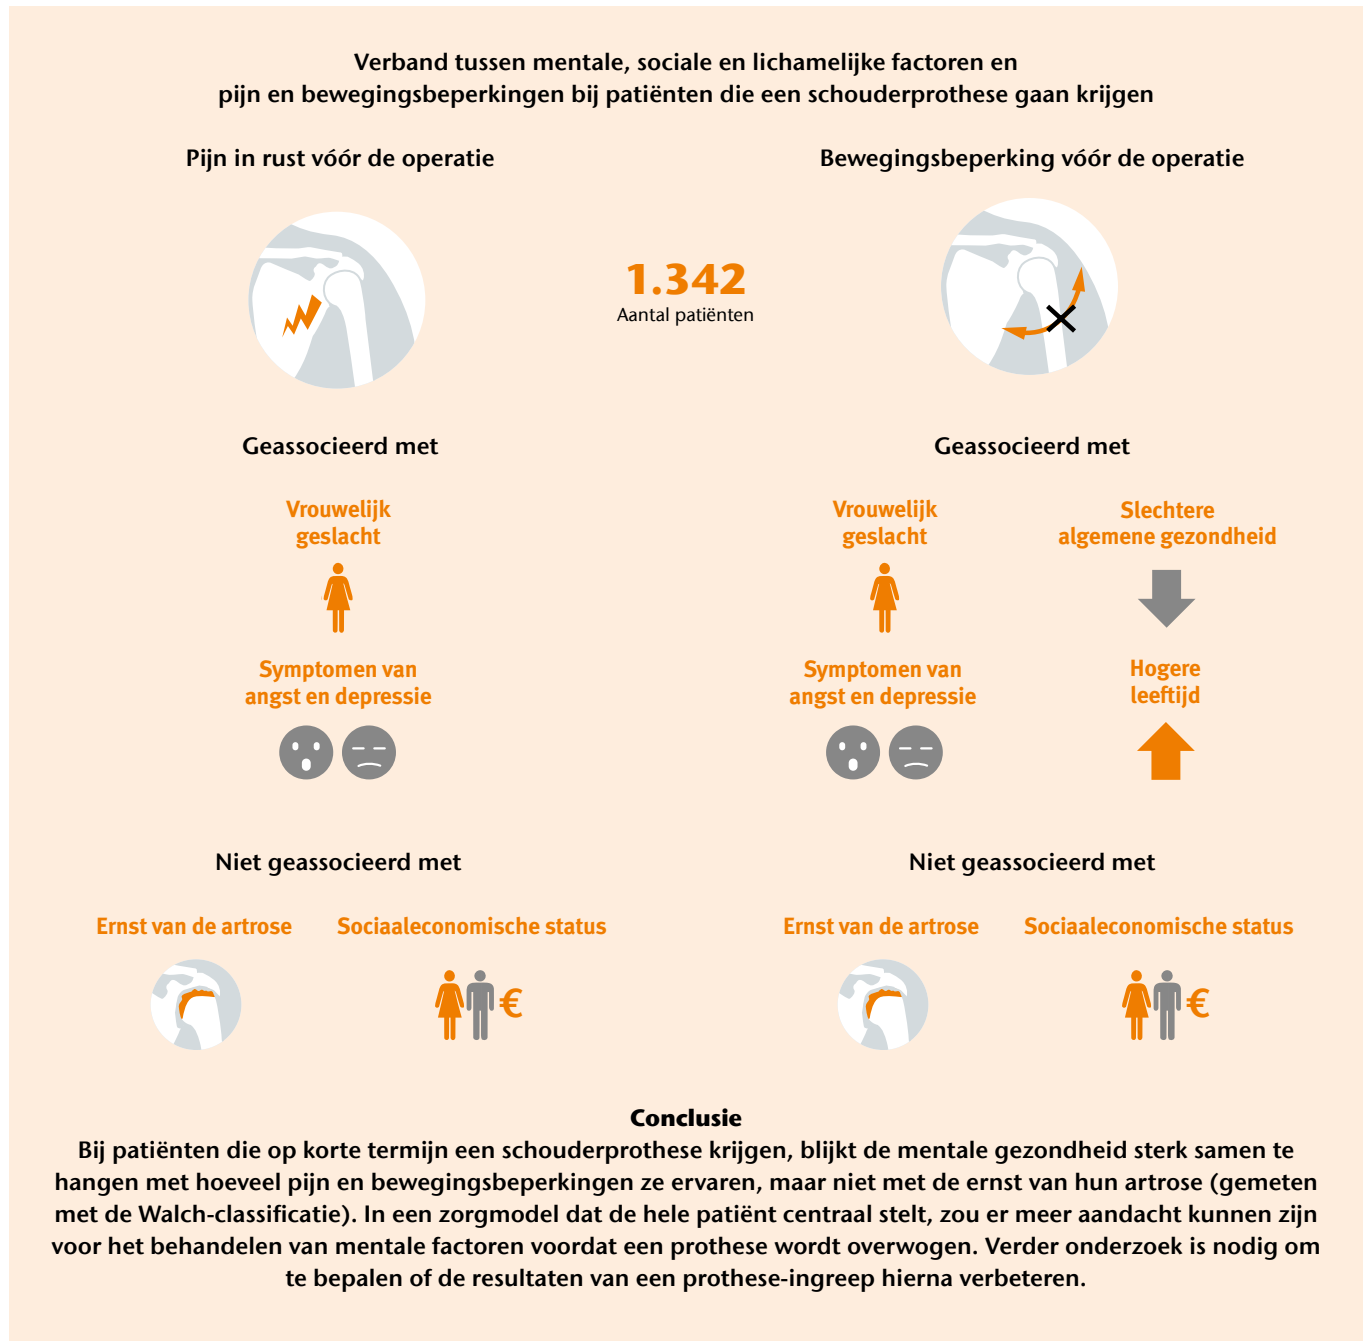 Verband tussen mentale, sociale en lichamelijke factoren en
pijn en bewegingsbeperkingen bij patiënten die een schouderprothese gaan krijgen
Pijn in rust vóór de operatie
Bewegingsbeperking vóór de operatie
1.342
Aantal patiënten
Geassocieerd met
Vrouwelijk
geslacht
Symptomen van
angst en depressie
Geassocieerd met
Vrouwelijk
geslacht
Slechtere
algemene gezondheid
Symptomen van
angst en depressie
Hogere
leeftijd
Niet geassocieerd met
Ernst van de artrose
Sociaaleconomische status
€
Niet geassocieerd met
Ernst van de artrose
Sociaaleconomische status
€
Conclusie
Bij patiënten die op korte termijn een schouderprothese krijgen, blijkt de mentale gezondheid sterk samen te
hangen met hoeveel pijn en bewegingsbeperkingen ze ervaren, maar niet met de ernst van hun artrose (gemeten
met de Walch-classificatie). In een zorgmodel dat de hele patiënt centraal stelt, zou er meer aandacht kunnen zijn
voor het behandelen van mentale factoren voordat een prothese wordt overwogen. Verder onderzoek is nodig om
te bepalen of de resultaten van een prothese-ingreep hierna verbeteren.